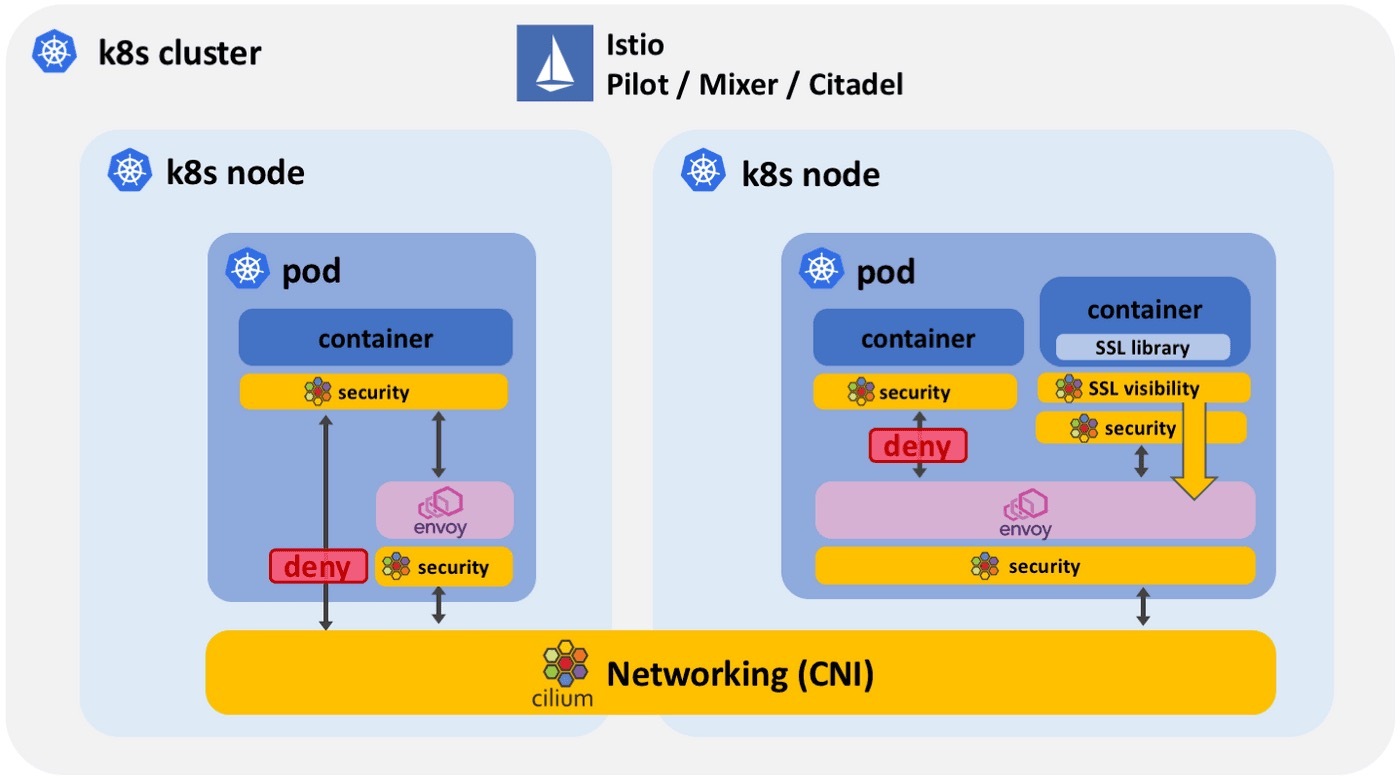 k8s cluster
Istio
Pilot / Mixer / Citadel
k8s node
pod
container
security
envoy
deny
security
k8s node
pod
container
security
deny
container
SSL library
SSL visibility
security
envoy
security
cilium
Networking (CNI)